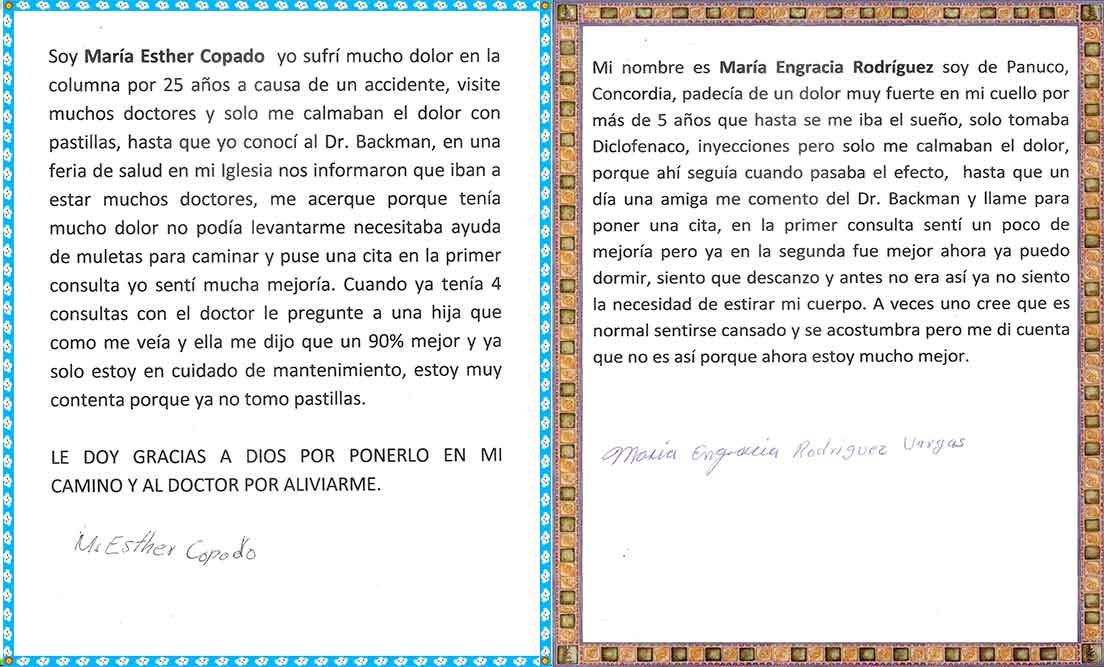 Soy María Esther Copado yo sufrí mucho dolor en la
columna por 25 años a causa de un accidente, visite
muchos doctores y solo me calmaban el dolor con
pastillas, hasta que yo conocí al Dr. Backman, en una
feria de salud en mi Iglesia nos informaron que iban a
estar muchos doctores, me acerque porque tenía
mucho dolor no podía levantarme necesitaba ayuda
de muletas para caminar y puse una cita en la primer
consulta yo sentí mucha mejoría. Cuando ya tenía 4
consultas con el doctor le pregunte a una hija que
como me veía y ella me dijo que un 90% mejor y ya
solo estoy en cuidado de mantenimiento, estoy muy
contenta porque ya no tomo pastillas.
LE DOY GRACIAS A DIOS POR PONERLO EN MI
CAMINO Y AL DOCTOR POR ALIVIARME.
Ma Esther Copado
Mi nombre es María Engracia Rodríguez soy de Panuco,
Concordia, padecía de un dolor muy fuerte en mi cuello por
más de 5 años que hasta se me iba el sueño, solo tomaba
Diclofenaco, inyecciones pero solo me calmaban el dolor,
porque ahí seguía cuando pasaba el efecto, hasta que un
día una amiga me comento del Dr. Backman y llame para
poner una cita, en la primer consulta sentí un poco de
mejoría pero ya en la segunda fue mejor ahora ya puedo
dormir, siento que descanzo y antes no era así ya no siento
la necesidad de estirar mi cuerpo. A veces uno cree que es
normal sentirse cansado y se acostumbra pero me di cuenta
que no es así porque ahora estoy mucho mejor.
María Engracia Rodriguez Vargas